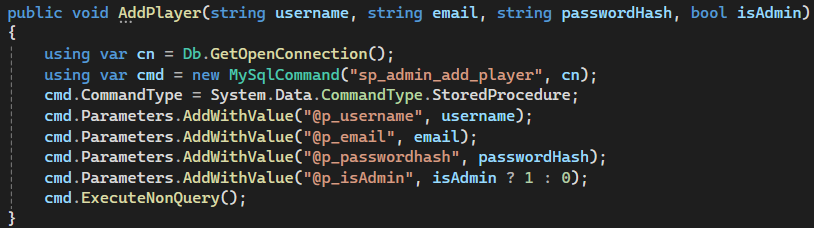 public void AddPlayer(string username, string email, string passwordHash, bool isAdmin)
{
    using var cn = Db.GetOpenConnection();
    using var cmd = new MySqlCommand("sp_admin_add_player", cn);
    cmd.CommandType = System.Data.CommandType.StoredProcedure;
    cmd.Parameters.AddWithValue("@p_username", username);
    cmd.Parameters.AddWithValue("@p_email", email);
    cmd.Parameters.AddWithValue("@p_passwordhash", passwordHash);
    cmd.Parameters.AddWithValue("@p_isAdmin", isAdmin ? 1 : 0);
    cmd.ExecuteNonQuery();
}